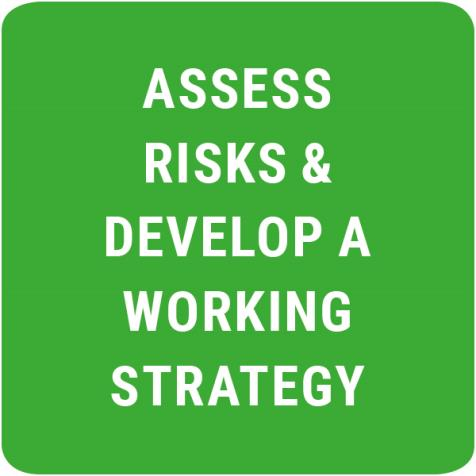 ASSESS
RISKS &
DEVELOP A
WORKING
STRATEGY